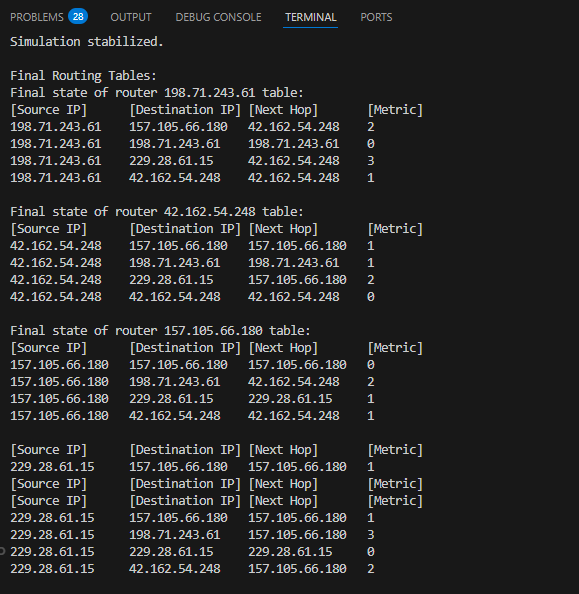 PROBLEMS 28 OUTPUT DEBUG CONSOLE TERMINAL PORTS
Simulation stabilized.
Final Routing Tables:
Final state of router 198.71.243.61 table:
[Source IP] [Destination IP] [Next Hop] [Metric]
198.71.243.61 157.105.66.180 42.162.54.248 2
198.71.243.61 198.71.243.61 198.71.243.61 0
198.71.243.61 229.28.61.15 42.162.54.248 3
198.71.243.61 42.162.54.248 42.162.54.248 1
Final state of router 42.162.54.248 table:
[Source IP] [Destination IP] [Next Hop] [Metric]
42.162.54.248 157.105.66.180 157.105.66.180 1
42.162.54.248 198.71.243.61 198.71.243.61 1
42.162.54.248 229.28.61.15 157.105.66.180 2
42.162.54.248 42.162.54.248 42.162.54.248 0
Final state of router 157.105.66.180 table:
[Source IP] [Destination IP] [Next Hop] [Metric]
157.105.66.180 157.105.66.180 157.105.66.180 0
157.105.66.180 198.71.243.61 42.162.54.248 2
157.105.66.180 229.28.61.15 229.28.61.15 1
157.105.66.180 42.162.54.248 42.162.54.248 1
[Source IP] [Destination IP] [Next Hop] [Metric]
229.28.61.15 157.105.66.180 157.105.66.180 1
[Source IP] [Destination IP] [Next Hop] [Metric]
[Source IP] [Destination IP] [Next Hop] [Metric]
229.28.61.15 157.105.66.180 157.105.66.180 1
229.28.61.15 198.71.243.61 157.105.66.180 3
229.28.61.15 229.28.61.15 229.28.61.15 0
229.28.61.15 42.162.54.248 157.105.66.180 2